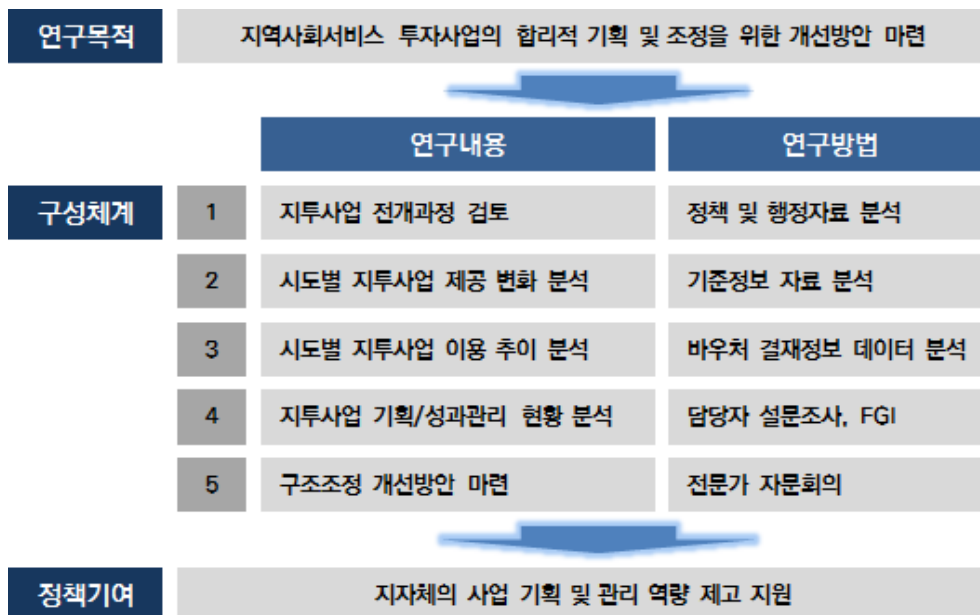 연구목적 지역사회서비스 투자사업의 합리적 기획 및 조정을 위한 개선방안 마련
연구내용 연구방법
구성체계 1 지투사업 전개과정 검토 정책 및 행정자료 분석
2 시도별 지투사업 제공 변화 분석 기준정보 자료 분석
3 시도별 지투사업 이용 추이 분석 바우처 결재정보 데이터 분석
4 지투사업 기획/성과관리 현황 분석 담당자 설문조사, FGI
5 구조조정 개선방안 마련 전문가 자문회의
정책기여 지자체의 사업 기획 및 관리 역량 제고 지원